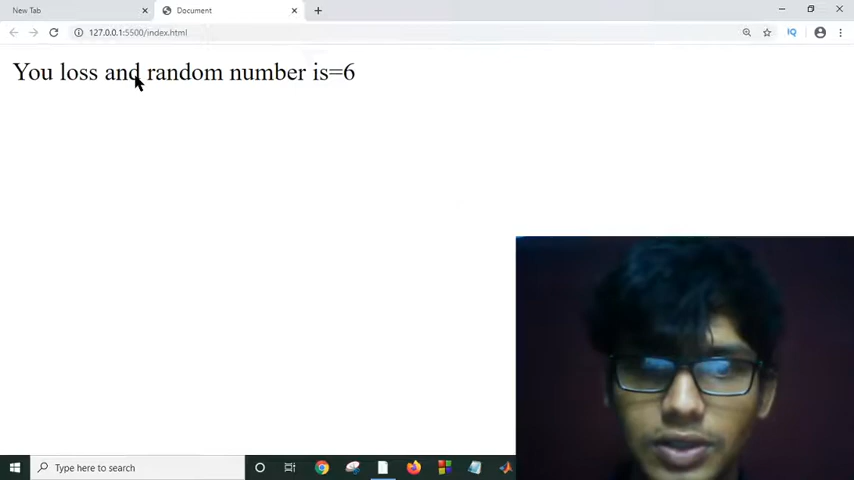 New Tab
Document
127.0.0.1:5500/index.html
IQ
You loss and random number is=6
Type here to search